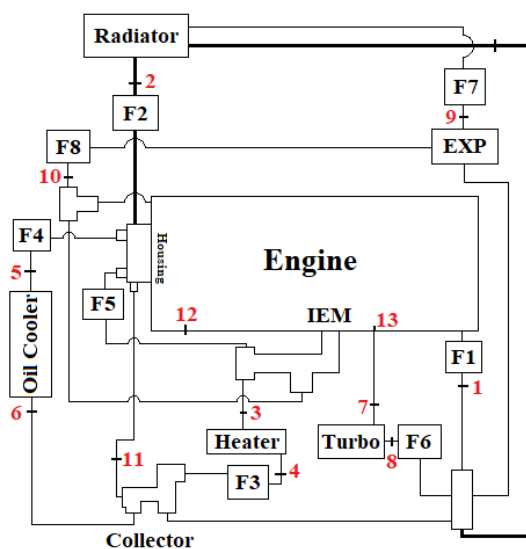 Radiator
2
F7
F2
9
F8
EXP
10
F4
Housing
Engine
5
F5
12
IEM
13
Oil Cooler
F1
7
1
6
3
Heater
Turbo
F6
8
11
4
F3
Collector